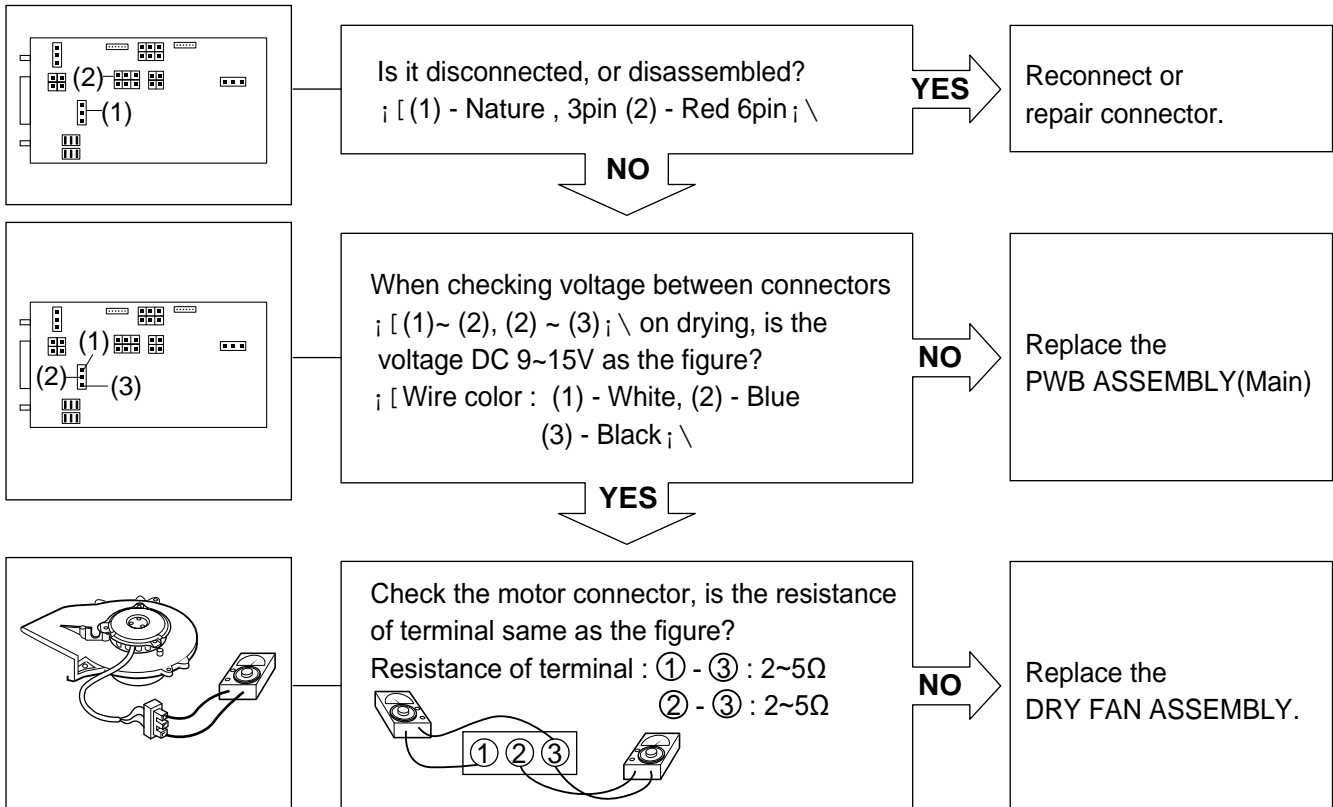 (2)
(1)
Is it disconnected, or disassembled?
¡[(1) - Nature , 3pin (2) - Red 6pin¡\
YES
Reconnect or
repair connector.
NO
(1)
(2)
(3)
When checking voltage between connectors
¡[(1)~ (2), (2) ~ (3)¡\ on drying, is the
voltage DC 9~15V as the figure?
¡[Wire color : (1) - White, (2) - Blue
(3) - Black¡\
NO
Replace the
PWB ASSEMBLY(Main)
YES
Check the motor connector, is the resistance
of terminal same as the figure?
Resistance of terminal : ① - ③ : 2~5Ω
② - ③ : 2~5Ω
① ② ③
NO
Replace the
DRY FAN ASSEMBLY.